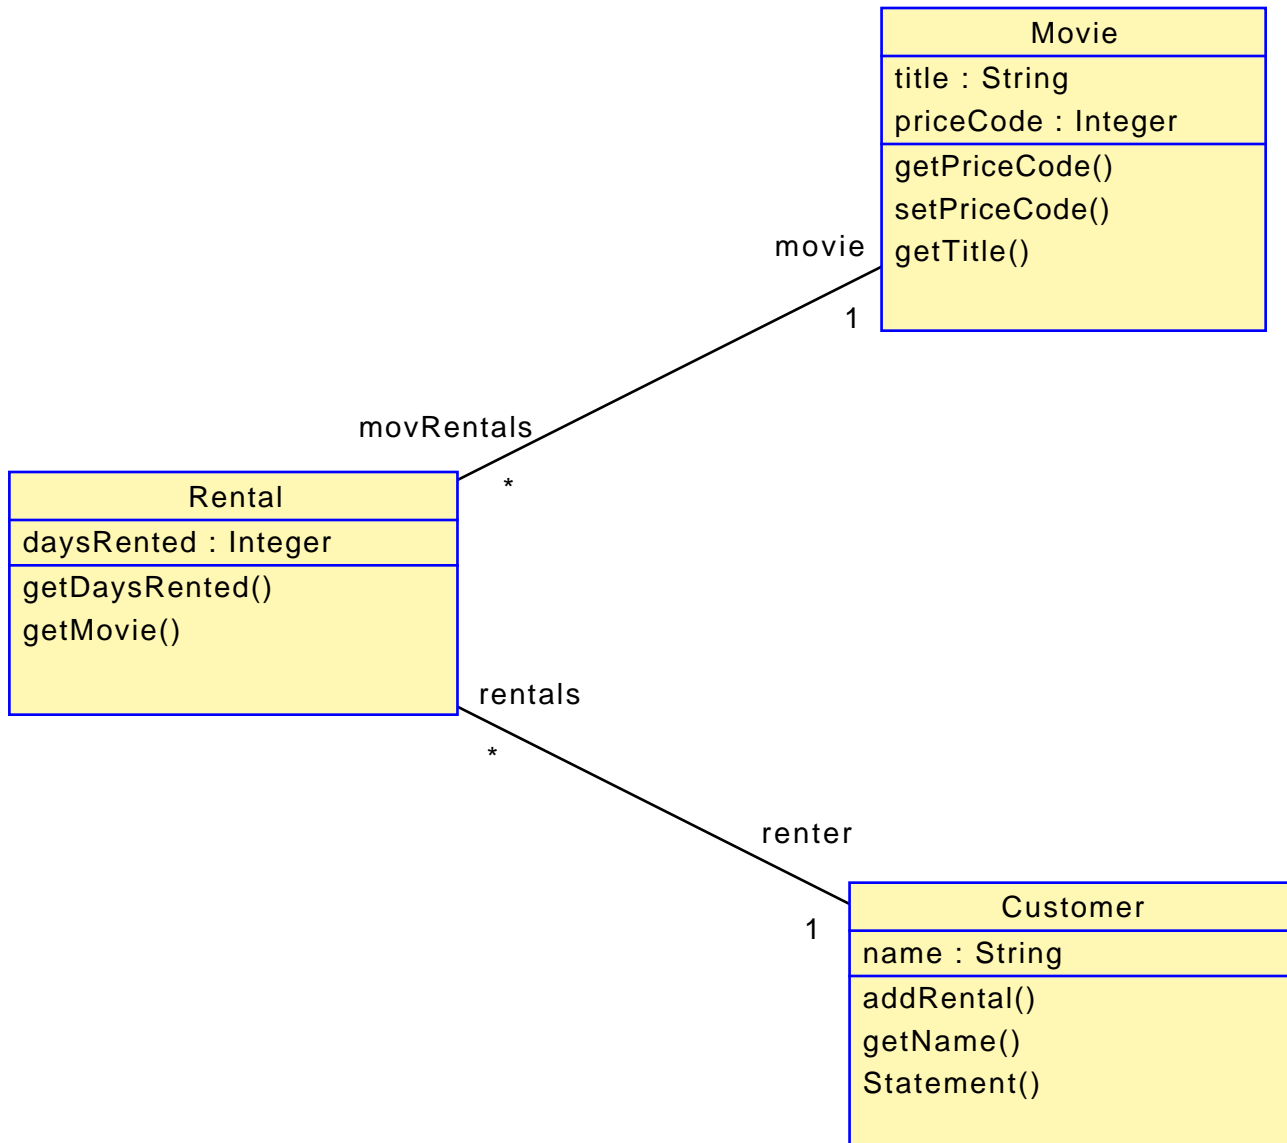 Movie
title : String
priceCode : Integer
getPriceCode()
setPriceCode()
getTitle()
movie
1
movRentals
*
Rental
daysRented : Integer
getDaysRented()
getMovie()
rentals
*
renter
1
Customer
name : String
addRental()
getName()
Statement()